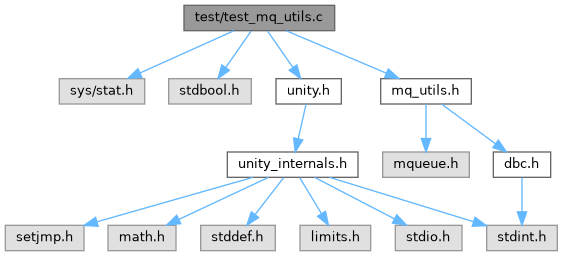 test/test_mq_utils.c
sys/stat.h
stdbool.h
unity.h
mq_utils.h
unity_internals.h
mqueue.h
dbc.h
setjmp.h
math.h
stddef.h
limits.h
stdio.h
stdint.h